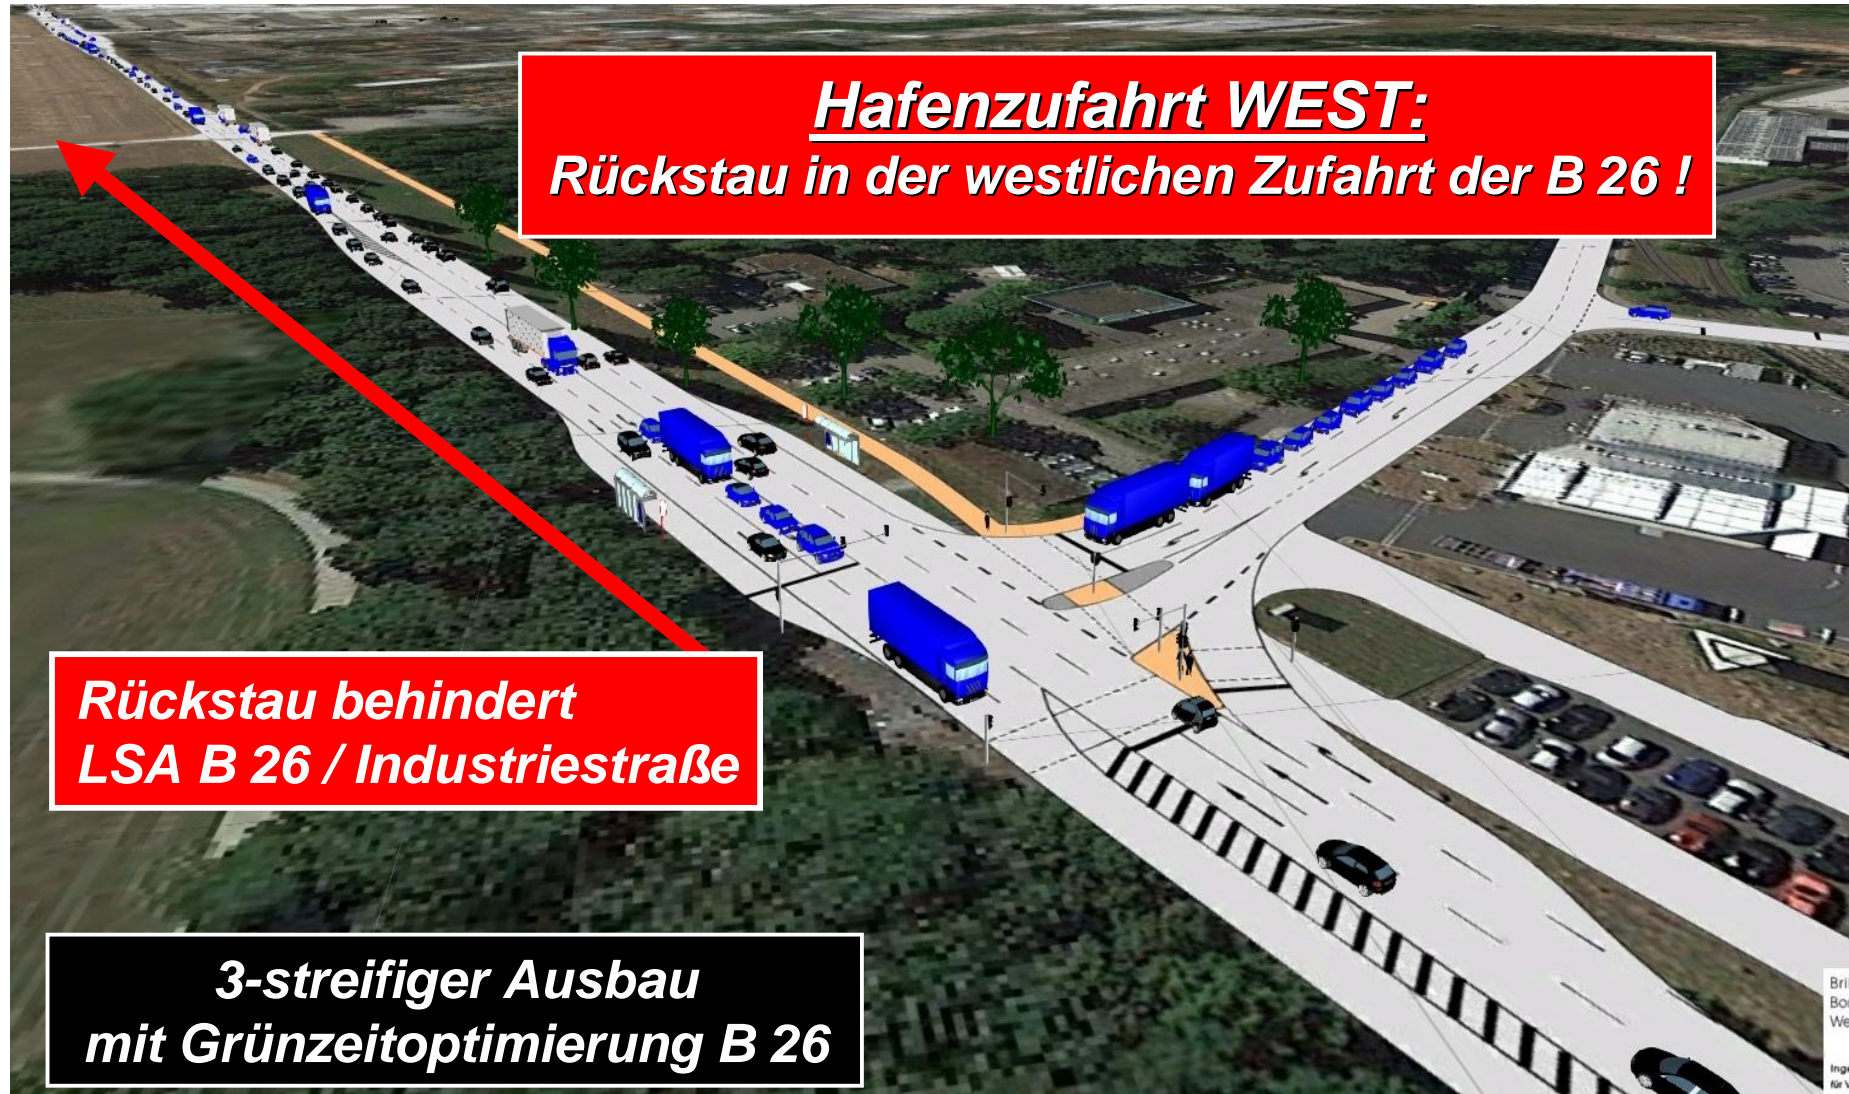 Hafenzufahrt WEST:
Rückstau in der westlichen Zufahrt der B 26 !
Rückstau behindert
LSA B 26 / Industriestraße
3-streifiger Ausbau
mit Grünzeitoptimierung B 26